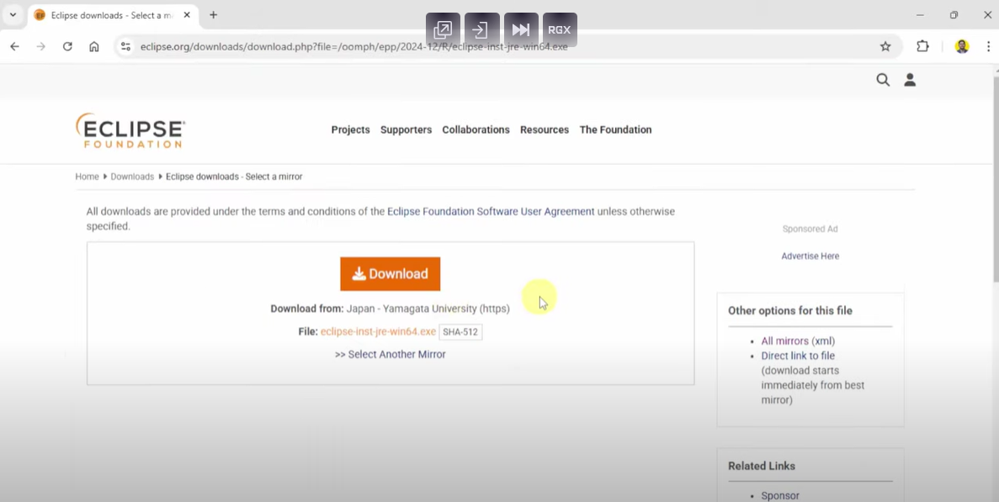 Eclipse downloads - Select a m
RGX
eclipse.org/downloads/download.php?file=/oomph/epp/2024-12/R/eclipse-inst-jre-win64.exe
ECLIPSE
FOUNDATION
Projects Supporters Collaborations Resources The Foundation
Home Downloads Eclipse downloads - Select a mirror
All downloads are provided under the terms and conditions of the Eclipse Foundation Software User Agreement unless otherwise
specified.
Download
Download from: Japan - Yamagata University (https)
File: eclipse-inst-jre-win64.exe SHA-512
>> Select Another Mirror
Sponsored Ad
Advertise Here
Other options for this file
• All mirrors (xml)
• Direct link to file
(download starts
immediately from best
mirror)
Related Links
• Sponsor